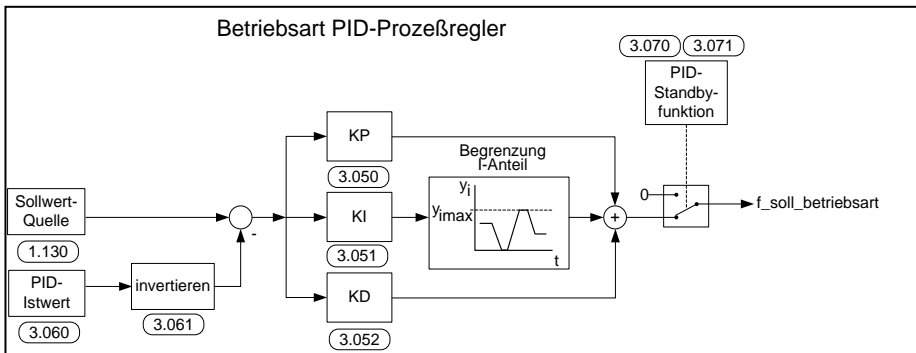 Betriebsart PID-Prozeßregler
3.070
3.071
PID-
Standby-
funktion
KP
3.050
Begrenzung
I-Anteil
yi
yimax
t
Sollwert-
Quelle
1.130
-
KI
3.051
+
0
f_soll_betriebsart
PID-
Istwert
3.060
invertieren
3.061
KD
3.052